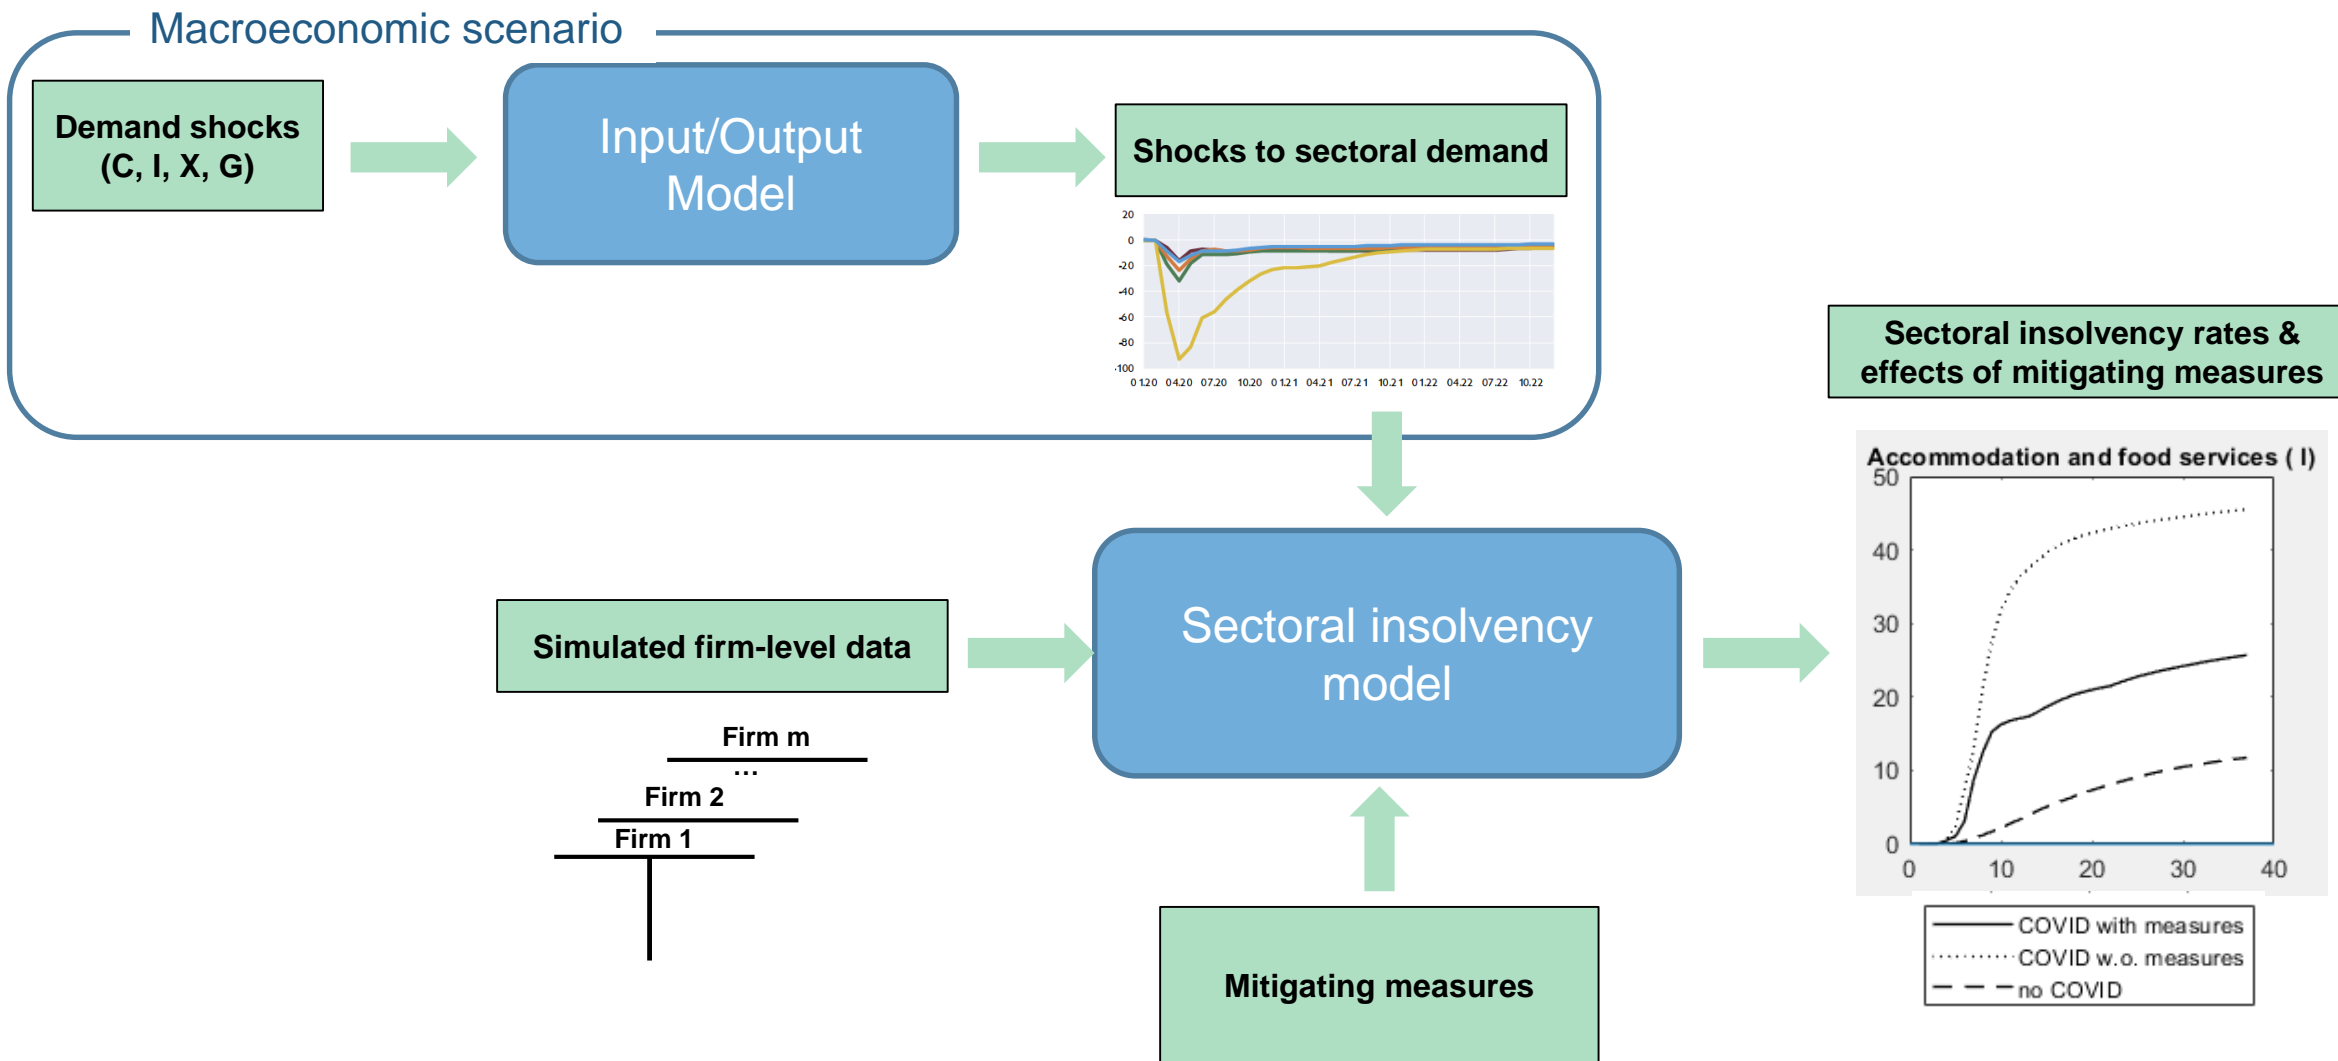 Macroeconomic scenario
Demand shocks
(C, I, X, G)
Input/Output
Model
Shocks to sectoral demand
20
0
-20
-40
-60
-80
-100
01.20 04.20 07.20 10.20 01.21 04.21 07.21 10.21 01.22 04.22 07.22 10.22
Sectoral insolvency rates &
effects of mitigating measures
Accommodation and food services ( I)
50
40
30
20
10
0
0 10 20 30 40
COVID with measures
COVID w.o. measures
no COVID
Simulated firm-level data
Sectoral insolvency
model
Firm m
...
Firm 2
Firm 1
Mitigating measures